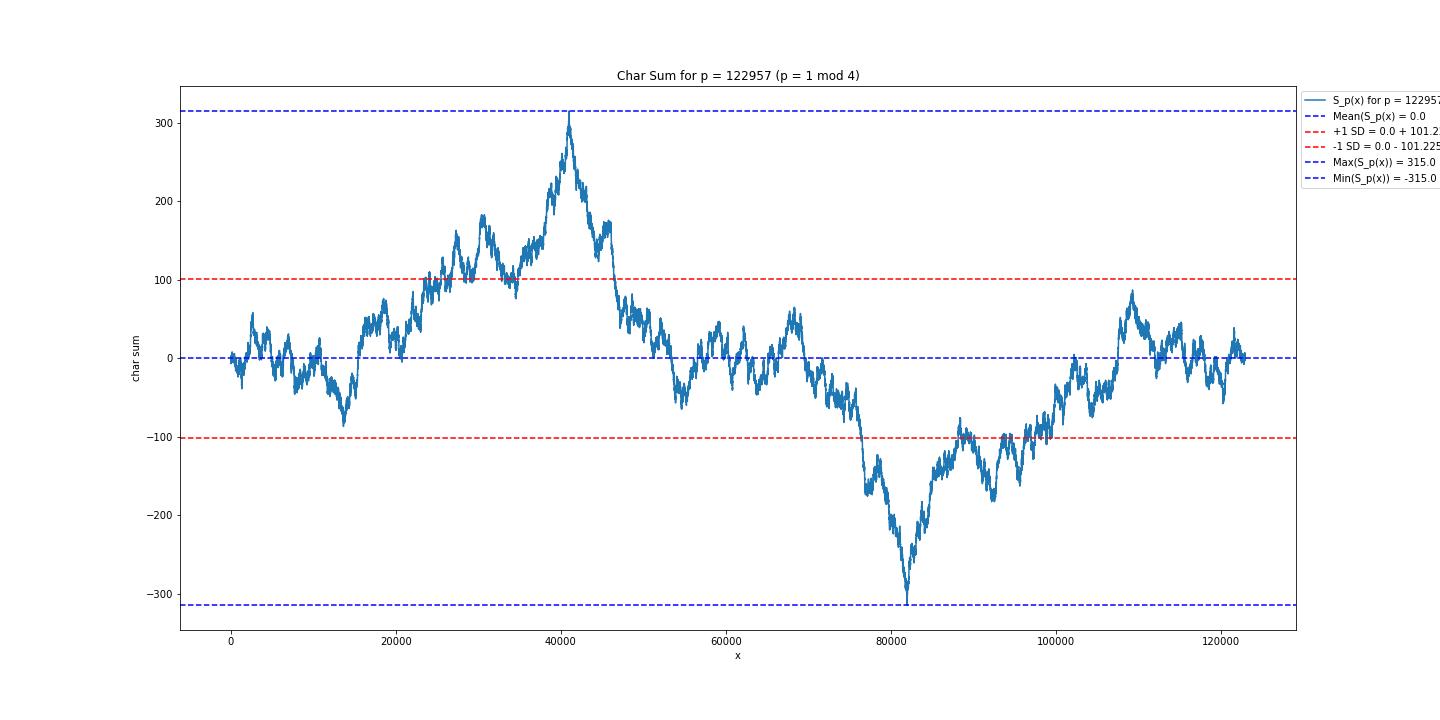 Char Sum for p = 122957 (p = 1 mod 4)
300
200
100
0
−100
−200
−300
char sum
0
20000
40000
60000
80000
100000
120000
x
S_p(x) for p = 122957
Mean(S_p(x) = 0.0
+1 SD = 0.0 + 101.2
-1 SD = 0.0 - 101.225
Max(S_p(x)) = 315.0
Min(S_p(x)) = -315.0